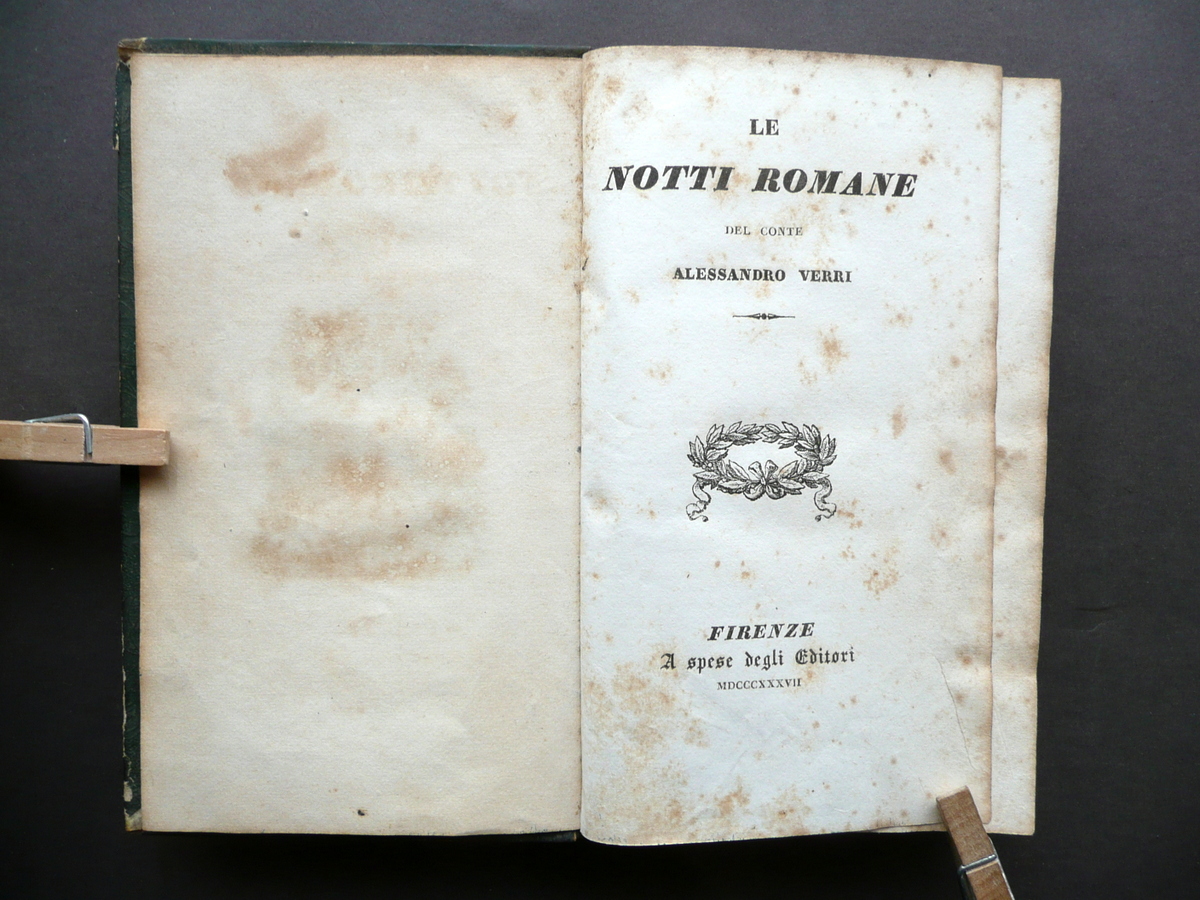 LE
NOTTI ROMANE
DEL CONTE
ALESSANDRO VERRI
FIRENZE
A spese degli Editori
MDCCCXXXVII